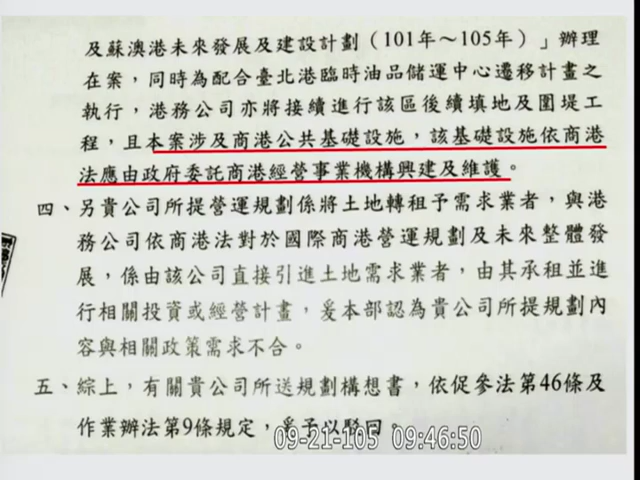 及蘇澳港未來發展及建設計劃(101年～105年)」辦理
在案,同時為配合臺北港臨時油品儲運中心遷移計畫之
執行,港務公司亦將接續進行該區後續填地及圍堤工
程,且本案涉及商港公共基礎設施,該基礎設施依商港
法應由政府委託商港經營事業機構興建及維護。
四、另貴公司所提營運規劃係將土地轉租予需求業者,與港
務公司依商港法對於國際商港營運規劃及未來整體發
展,係由該公司直接引進土地需求業者,由其承租並進
行相關投資或經營計畫,爰本部認為貴公司所提規劃內
容與相關政策需求不合。
五、綜上,有關貴公司所送規劃構想書,依促參法第46條及
作業辦法第9條規定,爰予以駁回。
09-21-105 09:46:50